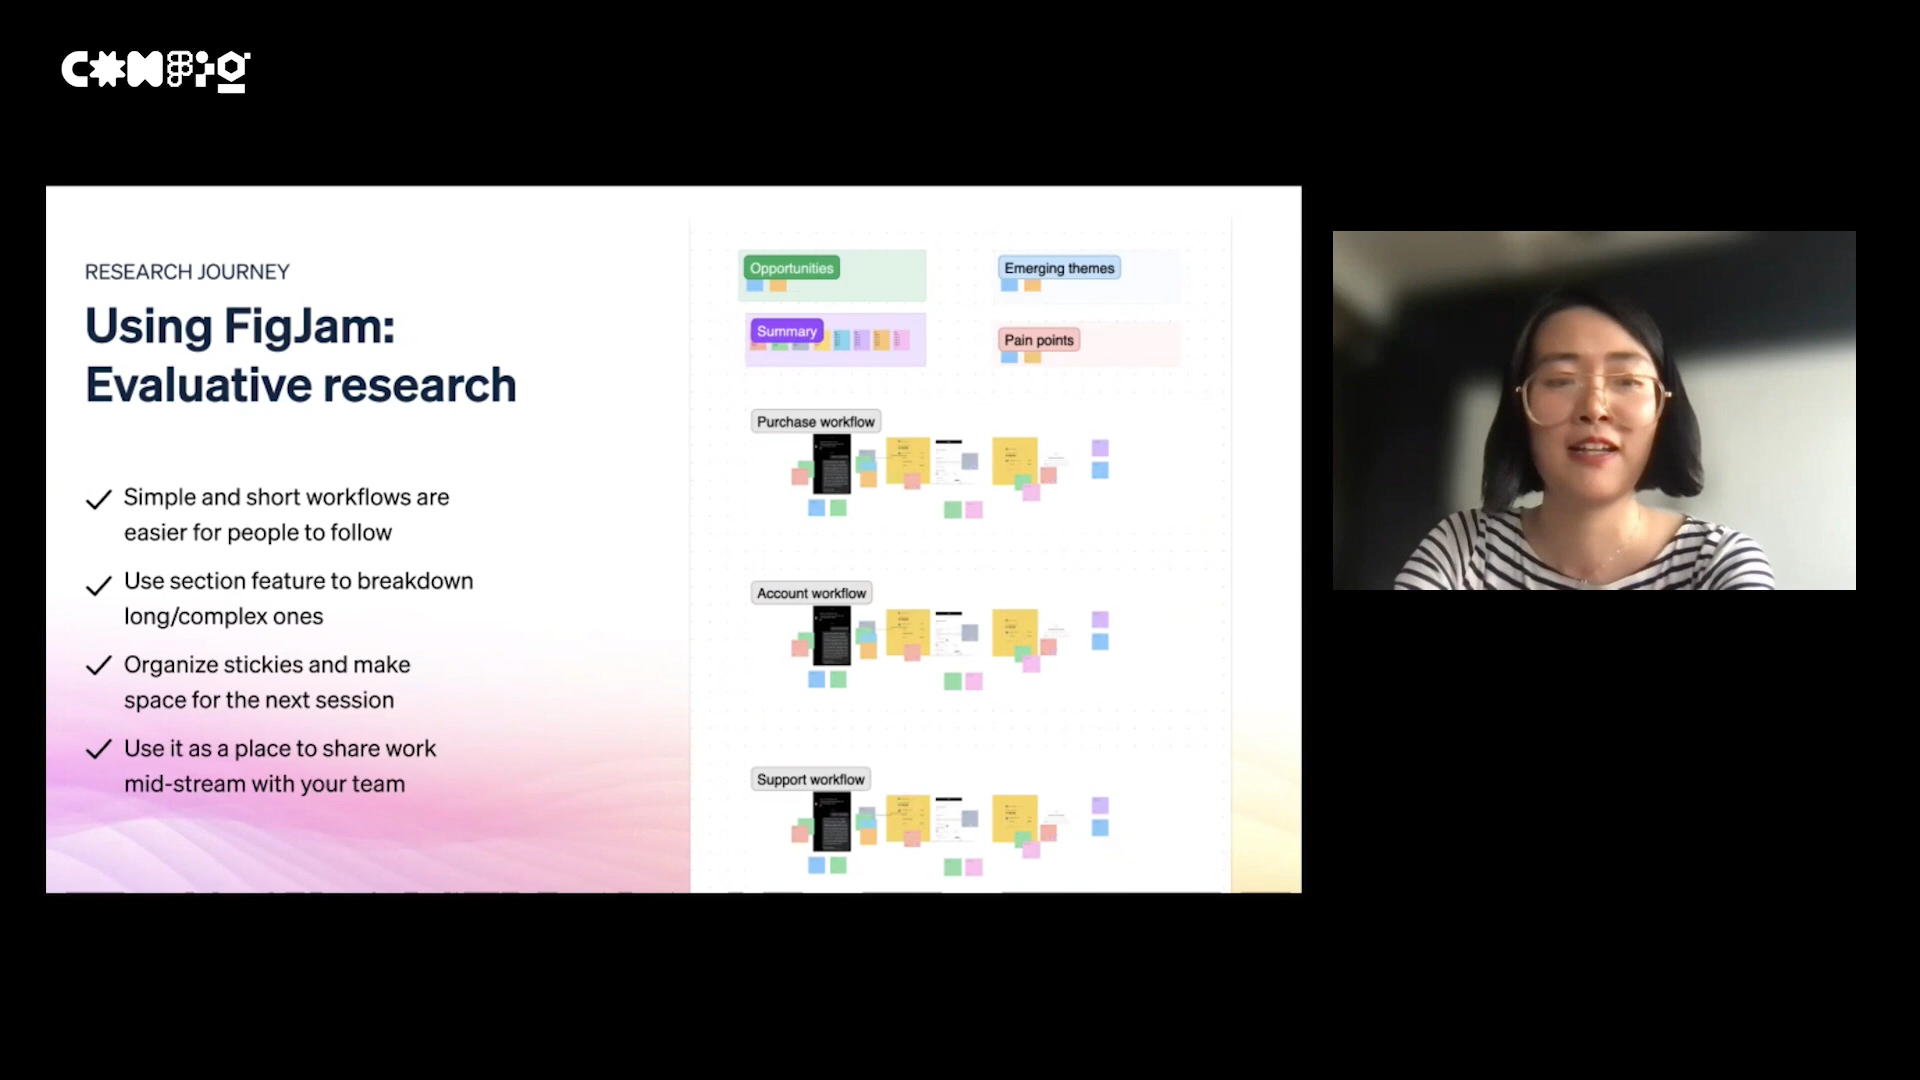 CONFIG
RESEARCH JOURNEY
Using FigJam:
Evaluative research
Simple and short workflows are
easier for people to follow
Use section feature to breakdown
long/complex ones
Organize stickies and make
space for the next session
Use it as a place to share work
mid-stream with your team
Opportunities
Emerging themes
Summary
Pain points
Purchase workflow
Account workflow
Support workflow